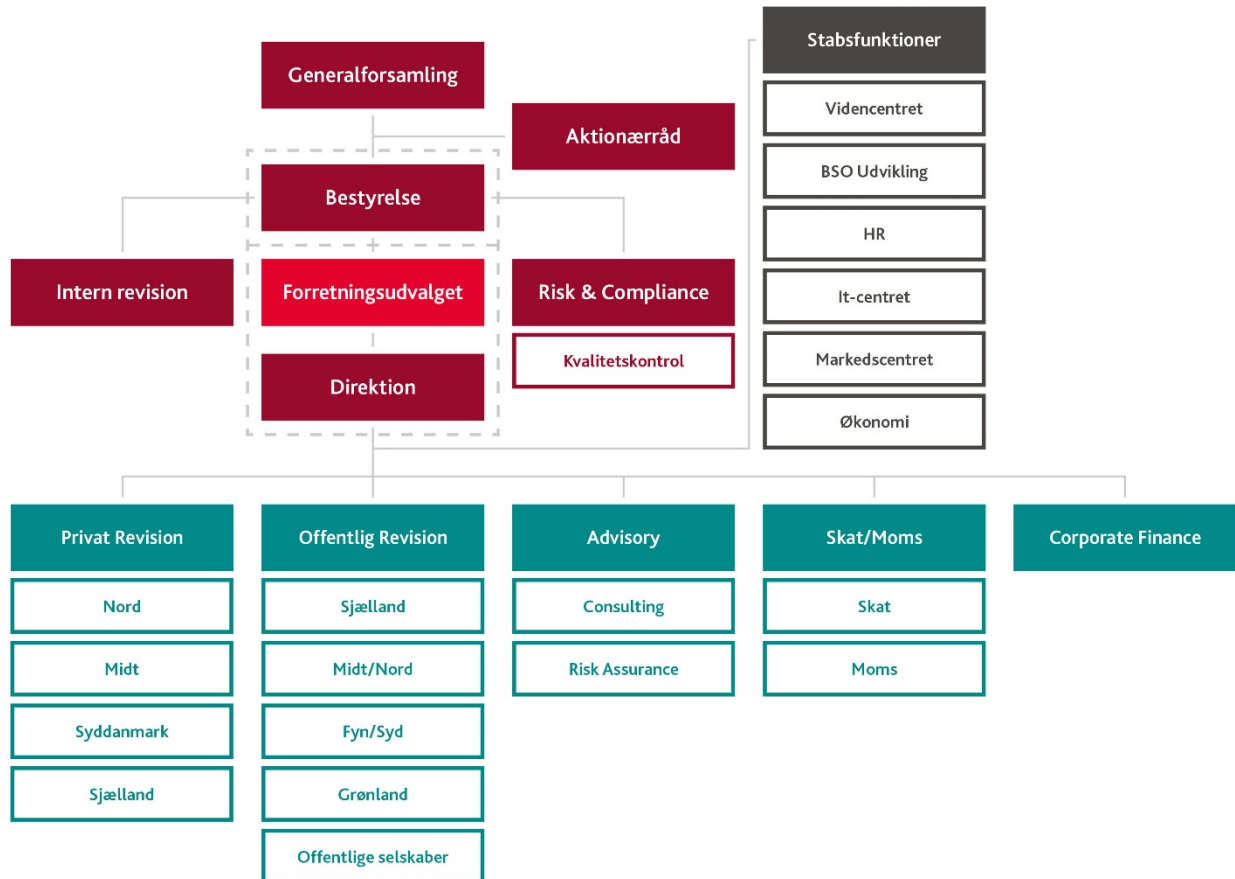 Generalforsamling
Aktionærråd
Bestyrelse
Intern revision
Forretningsudvalget
Risk & Compliance
Kvalitetskontrol
Direktion
Stabsfunktioner
Videncentret
BSO Udvikling
HR
It-centret
Markedscentret
Økonomi
Privat Revision
Nord
Midt
Syddanmark
Sjælland
Offentlig Revision
Sjælland
Midt/Nord
Fyn/Syd
Grønland
Offentlige selskaber
Advisory
Consulting
Risk Assurance
Skat/Moms
Skat
Moms
Corporate Finance